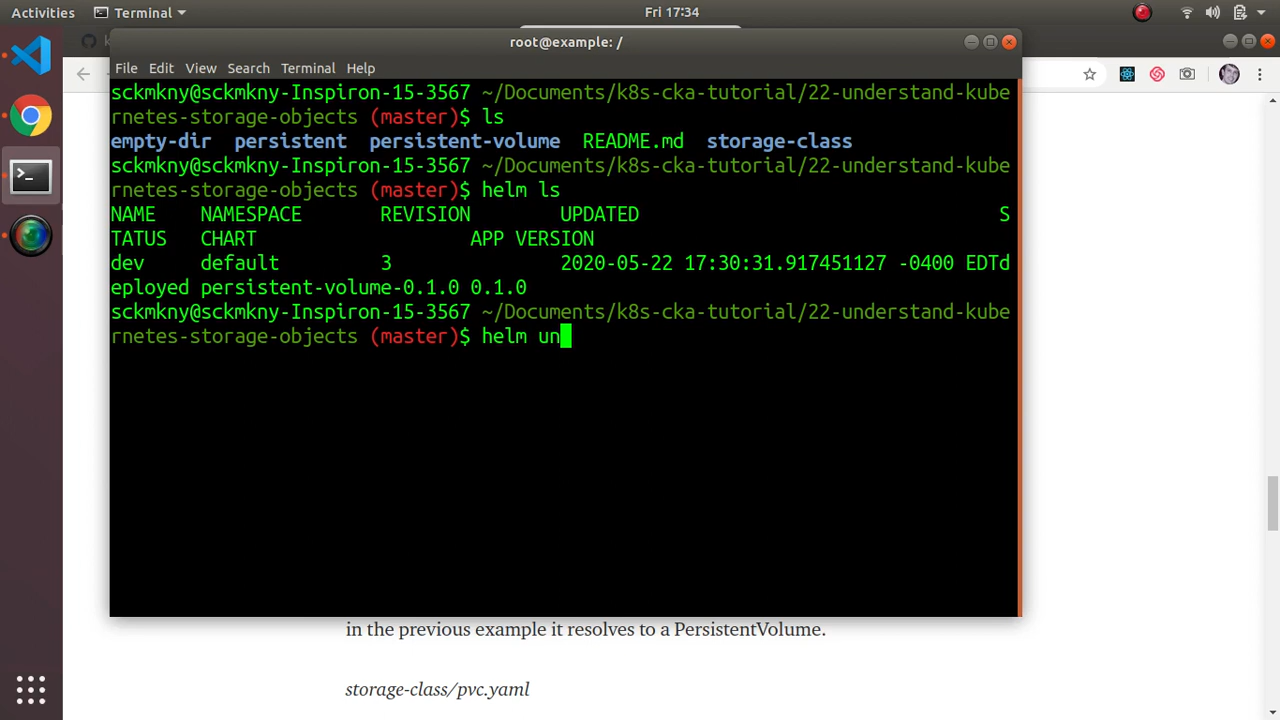 Activities
Terminal
Fri 17:34
root@example: /
File Edit View Search Terminal Help
sckmkny@sckmkny-Inspiron-15-3567 ~/Documents/k8s-cka-tutorial/22-understand-kube
rnetes-storage-objects (master)$ ls
empty-dir persistent persistent-volume README.md storage-class
sckmkny@sckmkny-Inspiron-15-3567 ~/Documents/k8s-cka-tutorial/22-understand-kube
rnetes-storage-objects (master)$ helm ls
NAME NAMESPACE REVISION UPDATED S
TATUS CHART APP VERSION
dev default 3 2020-05-22 17:30:31.917451127 -0400 EDTd
eployed persistent-volume-0.1.0 0.1.0
sckmkny@sckmkny-Inspiron-15-3567 ~/Documents/k8s-cka-tutorial/22-understand-kube
rnetes-storage-objects (master)$ helm un
in the previous example it resolves to a PersistentVolume.
storage-class/pvc.yaml